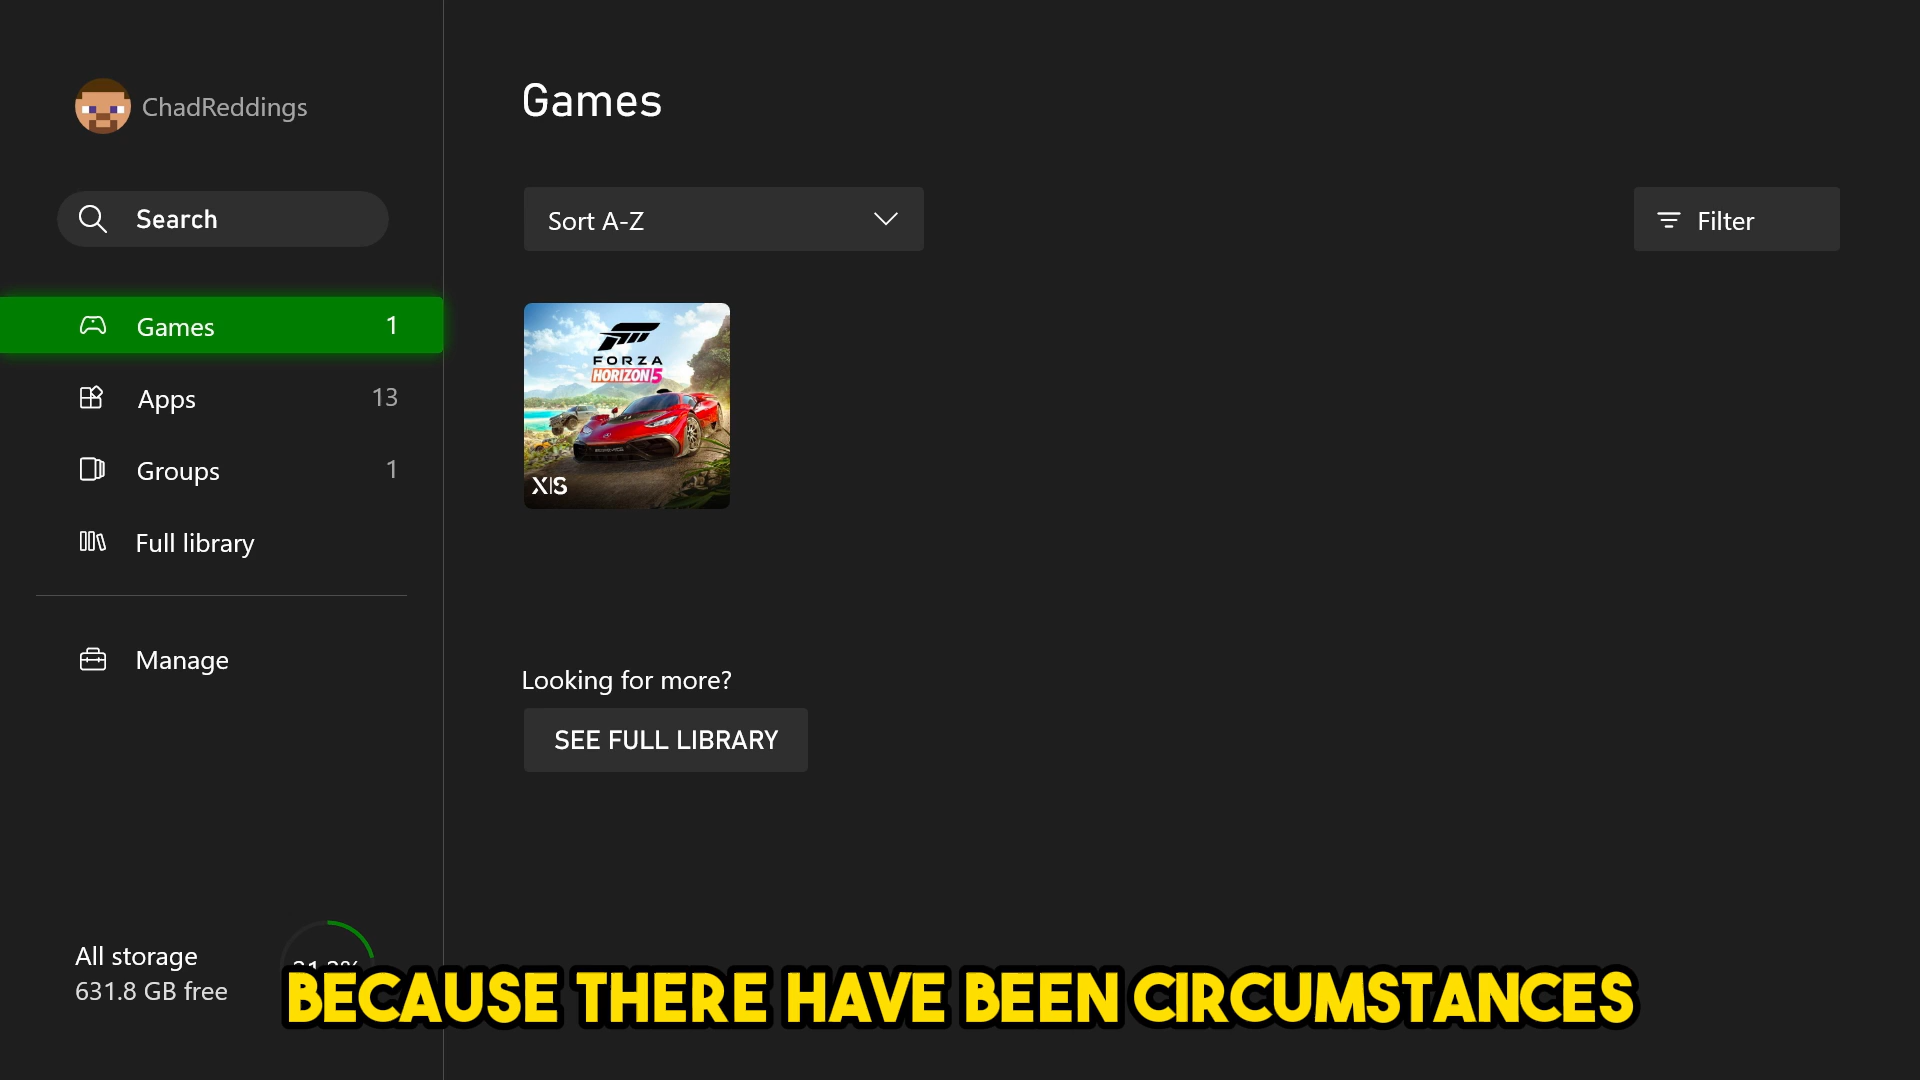 ChadReddings
Search
Games 1
Apps 13
Groups 1
Full library
Manage
All storage
631.8 GB free
Games
Sort A-Z
Filter
FORZA
HORIZON 5
X|S
Looking for more?
SEE FULL LIBRARY
BECAUSE THERE HAVE BEEN CIRCUMSTANCES